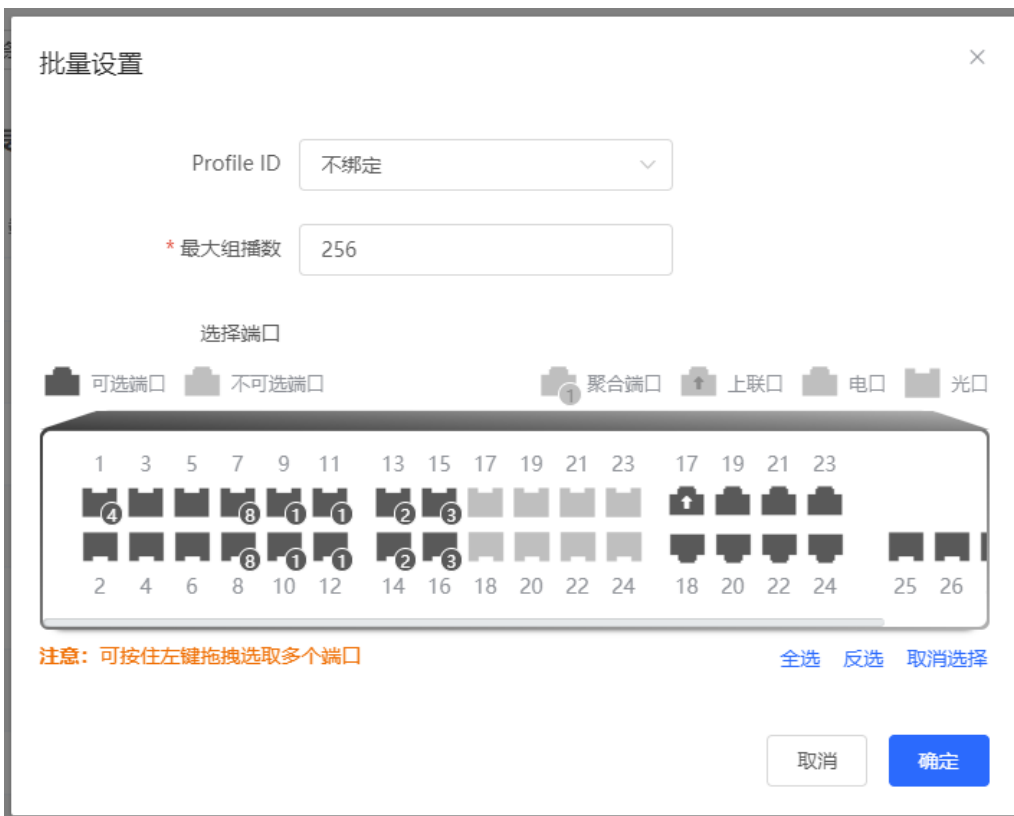 批量设置
Profile ID 不绑定
* 最大组播数 256
选择端口
可选端口 不可选端口 1 聚合端口 上联口 电口 光口
1 3 5 7 9 11 13 15 17 19 21 23 17 19 21 23
4 8 1 1 2 3
8 1 1 2 3
2 4 6 8 10 12 14 16 18 20 22 24 18 20 22 24 25 26
注意：可按住左键拖拽选取多个端口 全选 反选 取消选择
取消 确定